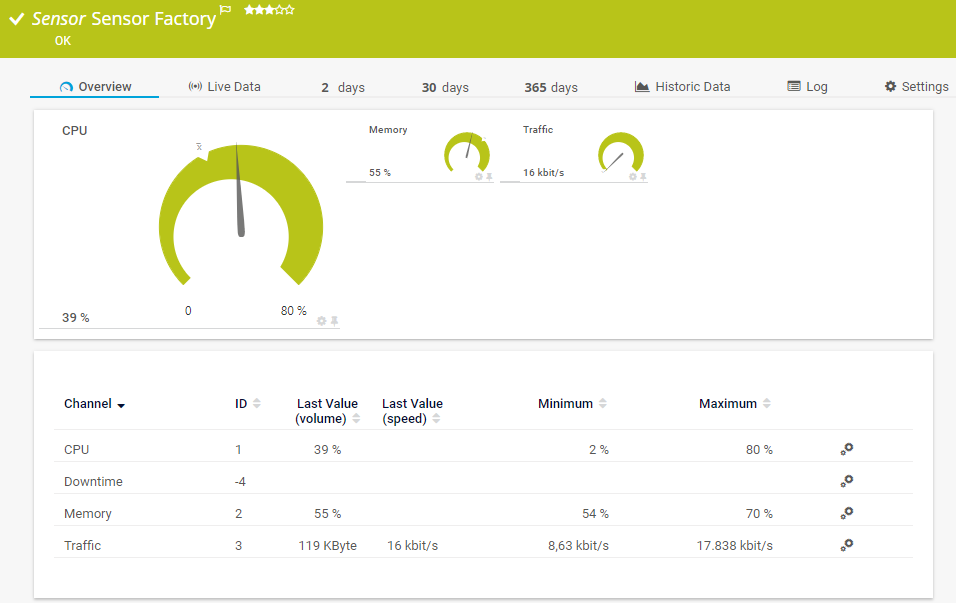 Sensor Sensor Factory
OK
Overview
Live Data
2 days
30 days
365 days
Historic Data
Log
Settings
CPU
x̅
0
80 %
39 %
Memory
55 %
Traffic
16 kbit/s
Channel ID Last Value (volume) Last Value (speed) Minimum Maximum
CPU 1 39 % 2 % 80 %
Downtime -4
Memory 2 55 % 54 % 70 %
Traffic 3 119 KByte 16 kbit/s 8,63 kbit/s 17.838 kbit/s